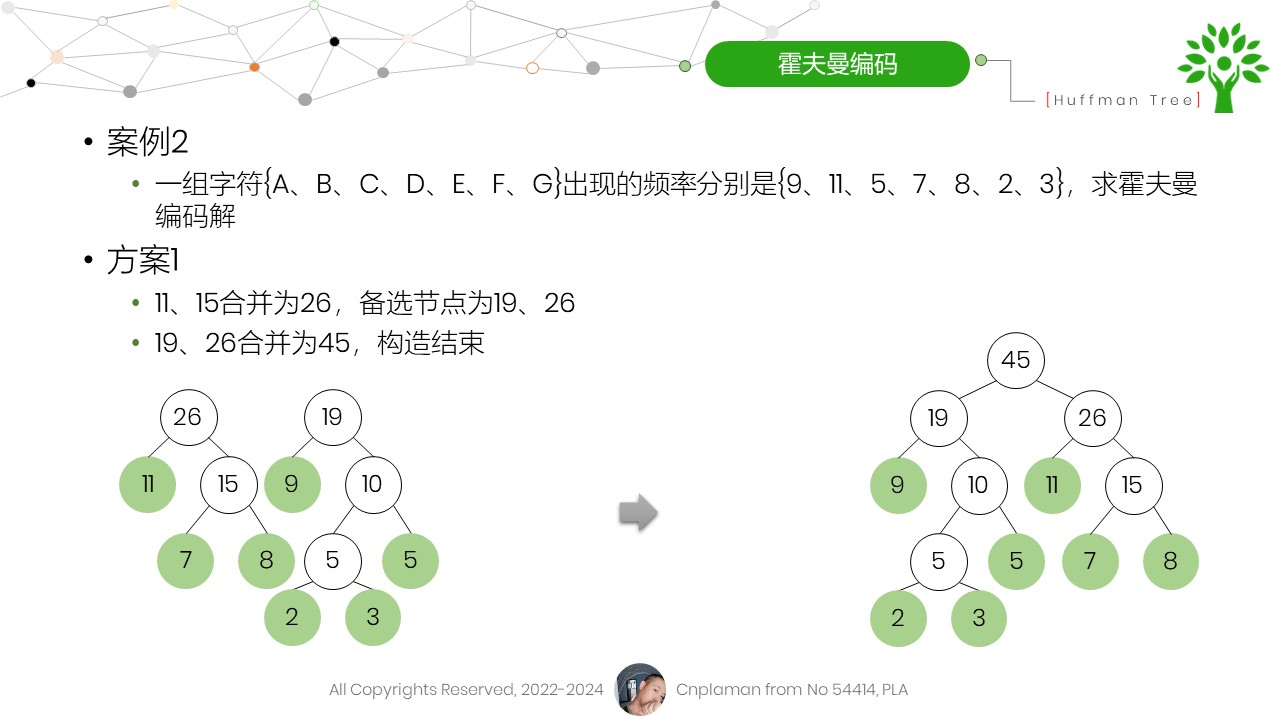 霍夫曼编码
[Huffman Tree]
• 案例2
• 一组字符{A、B、C、D、E、F、G}出现的频率分别是{9、11、5、7、8、2、3}，求霍夫曼
编码解
• 方案1
• 11、15合并为26，备选节点为19、26
• 19、26合并为45，构造结束
45
26 19 19 26
11 15 9 10 9 10 11 15
7 8 5 5 5 5 7 8
2 3 2 3
All Copyrights Reserved, 2022-2024 Cnplaman from No 54414, PLA